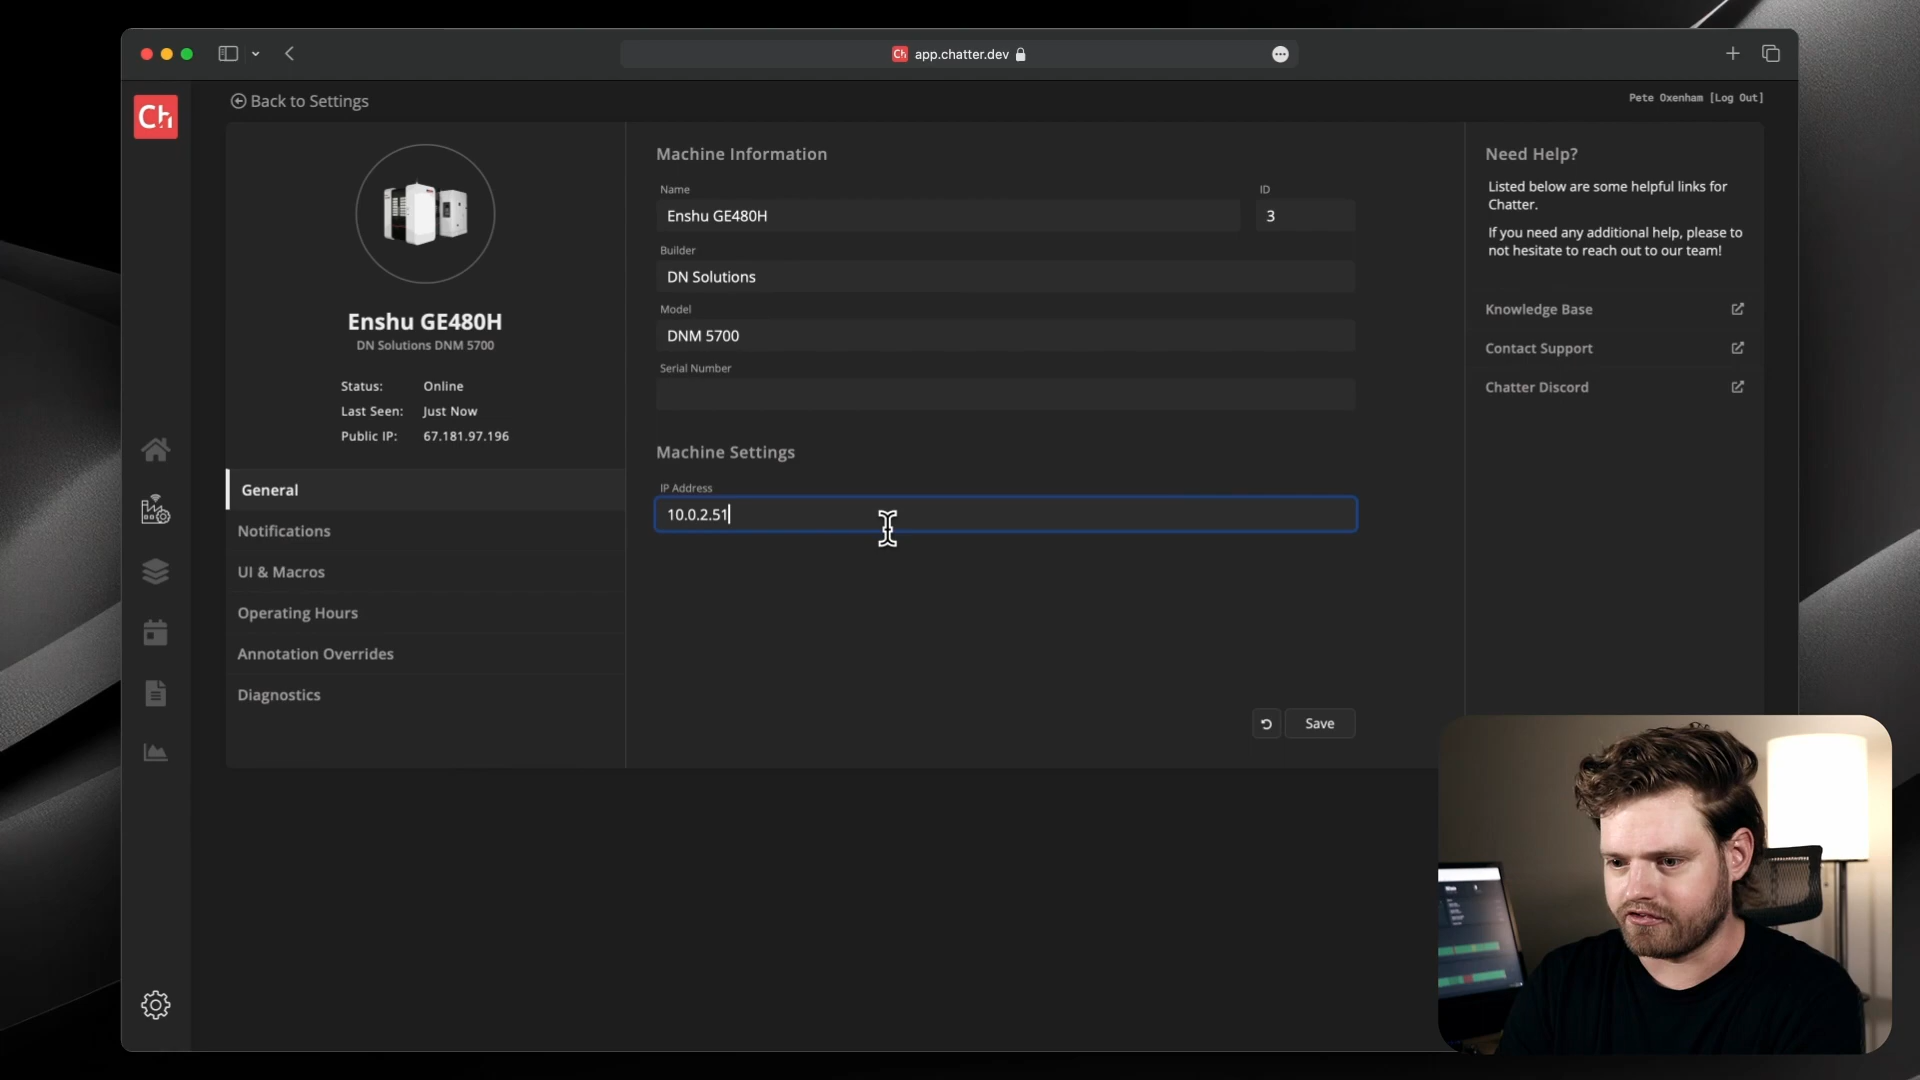 Ch app.chatter.dev
Ch
Back to Settings
Pete Oxenham [Log Out]
Enshu GE480H
DN Solutions DNM 5700
Status: Online
Last Seen: Just Now
Public IP: 67.181.97.196
General
Notifications
UI & Macros
Operating Hours
Annotation Overrides
Diagnostics
Machine Information
Name
Enshu GE480H
ID
3
Builder
DN Solutions
Model
DNM 5700
Serial Number
Machine Settings
IP Address
10.0.2.51
Save
Need Help?
Listed below are some helpful links for
Chatter.
If you need any additional help, please to
not hesitate to reach out to our team!
Knowledge Base
Contact Support
Chatter Discord